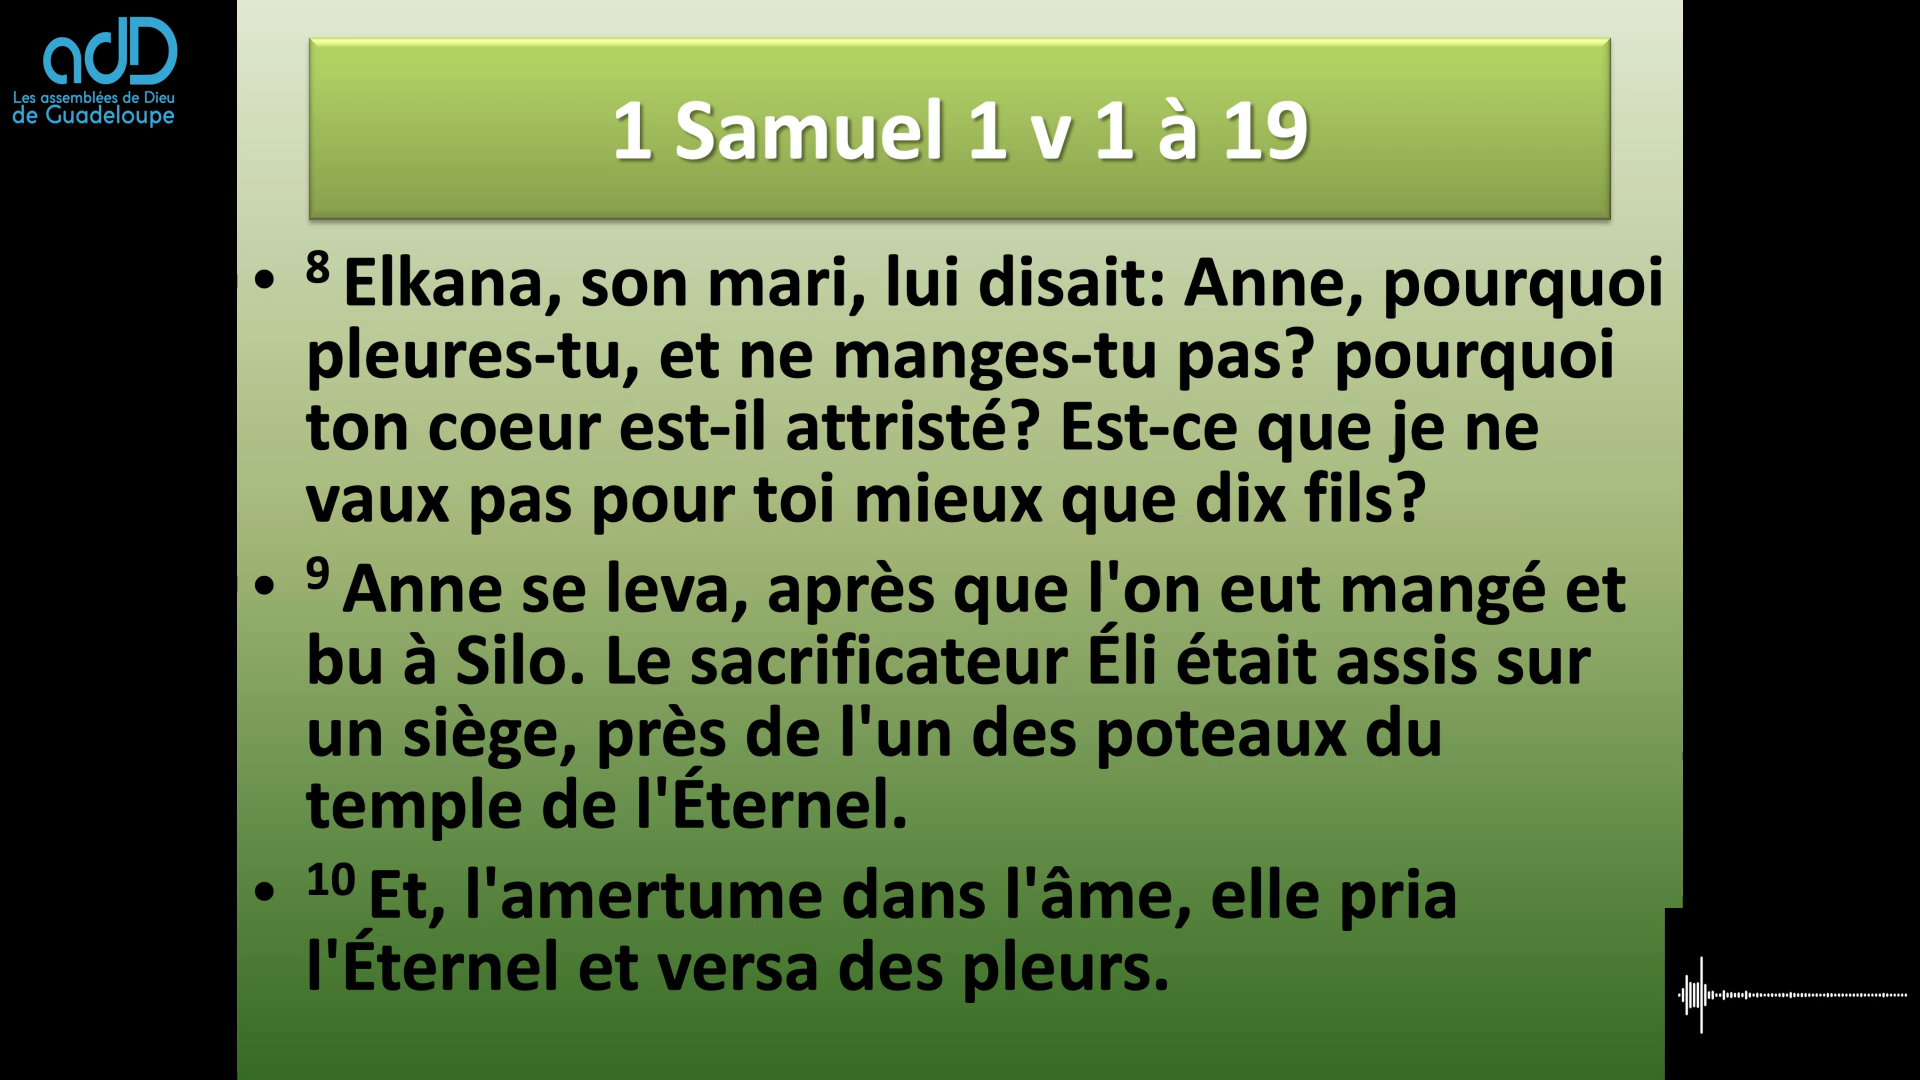 adD
Les assemblées de Dieu
de Guadeloupe
1 Samuel 1 v 1 à 19
• 8 Elkana, son mari, lui disait: Anne, pourquoi
pleures-tu, et ne manges-tu pas? pourquoi
ton coeur est-il attristé? Est-ce que je ne
vaux pas pour toi mieux que dix fils?
• 9 Anne se leva, après que l'on eut mangé et
bu à Silo. Le sacrificateur Éli était assis sur
un siège, près de l'un des poteaux du
temple de l'Éternel.
• 10 Et, l'amertume dans l'âme, elle pria
l'Éternel et versa des pleurs.